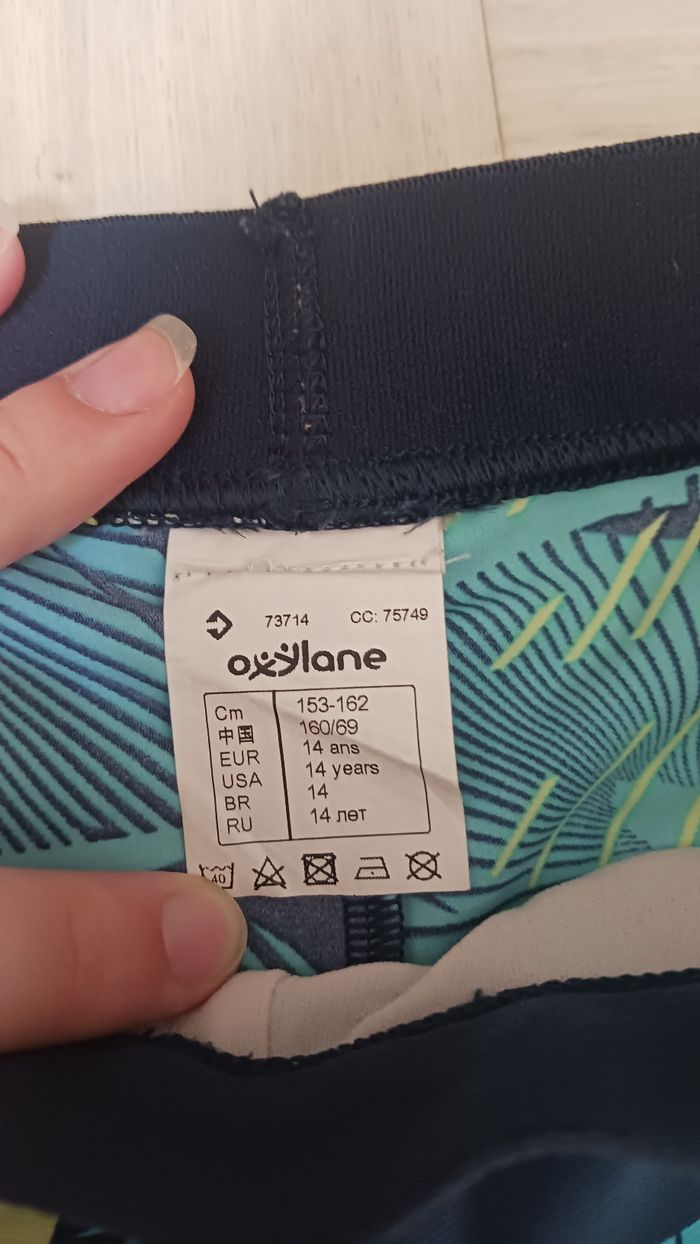 73714 CC: 75749
oxylane
Cm 153-162
中国 160/69
EUR 14 ans
USA 14 years
BR 14
RU 14 лет
40